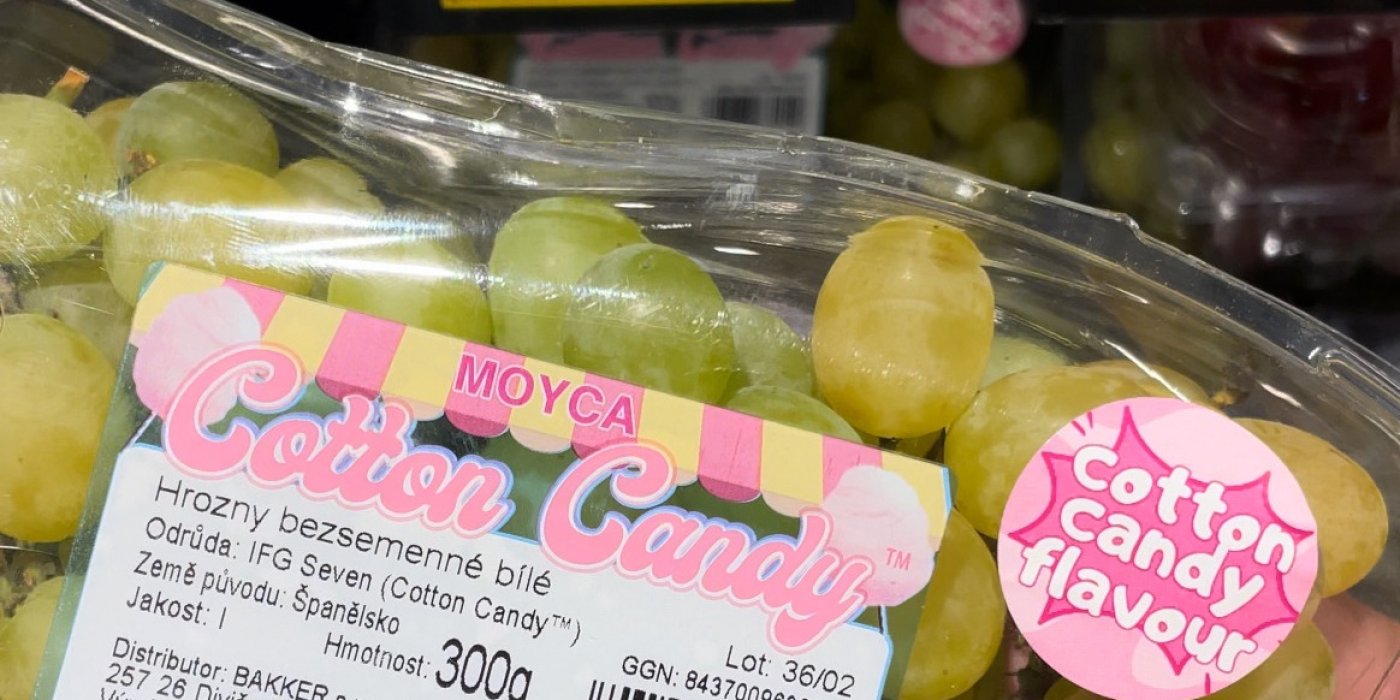 MOYCA
Cotton Candy™
Hrozny bezsemenné bílé
Odrůda: IFG Seven (Cotton Candy™)
Země původu: Španělsko
Jakost: I
Hmotnost: 300g
Lot: 36/02
Distributor: BAKKER
GGN: 84370096
257 26
Cotton
Candy
flavour